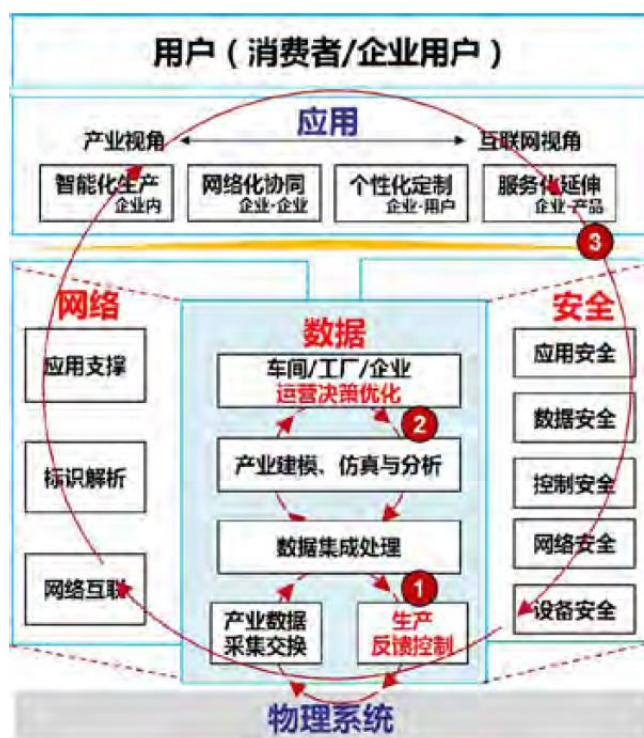 用户（消费者/企业用户）
应用
产业视角
互联网视角
智能化生产
企业内
网络化协同
企业-企业
个性化定制
企业-用户
服务化延伸
企业-产品
3
网络
应用支撑
标识解析
网络互联
数据
车间/工厂/企业
运营决策优化
2
产业建模、仿真与分析
数据集成处理
1
产业数据
采集交换
生产
反馈控制
安全
应用安全
数据安全
控制安全
网络安全
设备安全
物理系统